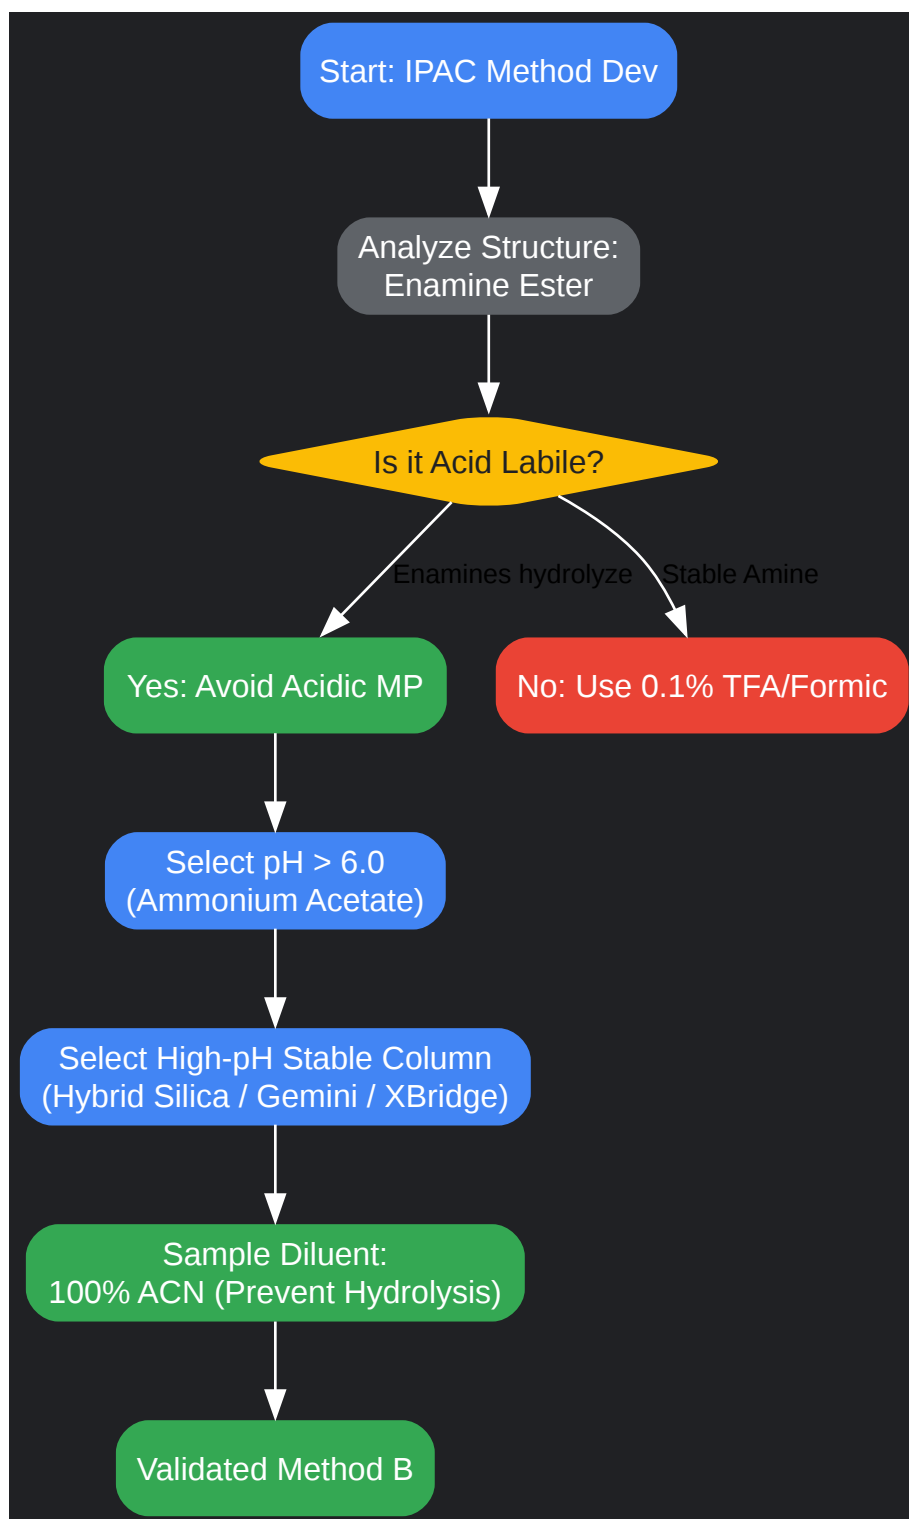 Start: IPAC Method Dev
Analyze Structure:
Enamine Ester
Is it Acid Labile?
Enamines hydrolyze
Stable Amine
Yes: Avoid Acidic MP
No: Use 0.1% TFA/Formic
Select pH > 6.0
(Ammonium Acetate)
Select High-pH Stable Column
(Hybrid Silica / Gemini / XBridge)
Sample Diluent:
100% ACN (Prevent Hydrolysis)
Validated Method B